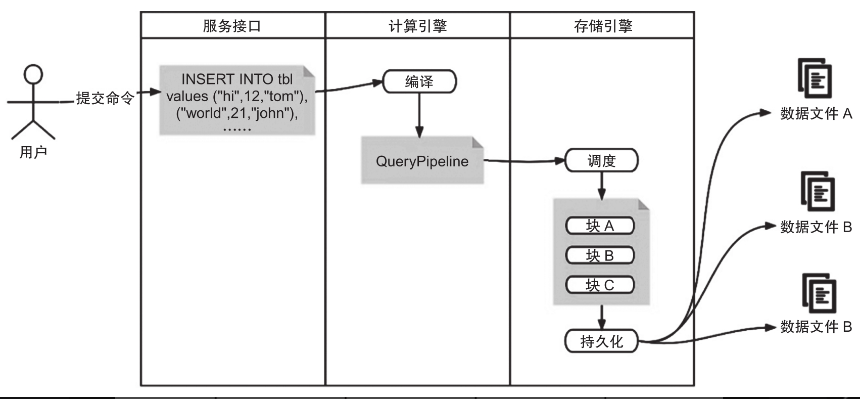 服务接口
计算引擎
存储引擎
用户
提交命令
INSERT INTO tbl
values ("hi",12,"tom"),
("world",21,"john"),
……
编译
QueryPipeline
调度
块 A
块 B
块 C
持久化
数据文件 A
数据文件 B
数据文件 B